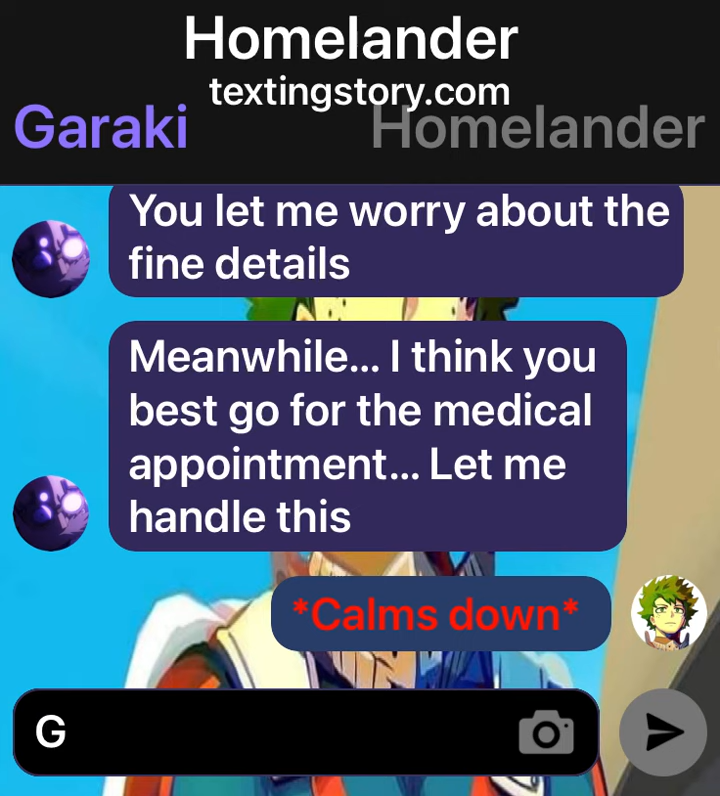 Homelander
textingstory.com
Garaki
Homelander
You let me worry about the
fine details
Meanwhile... I think you
best go for the medical
appointment... Let me
handle this
*Calms down*
G